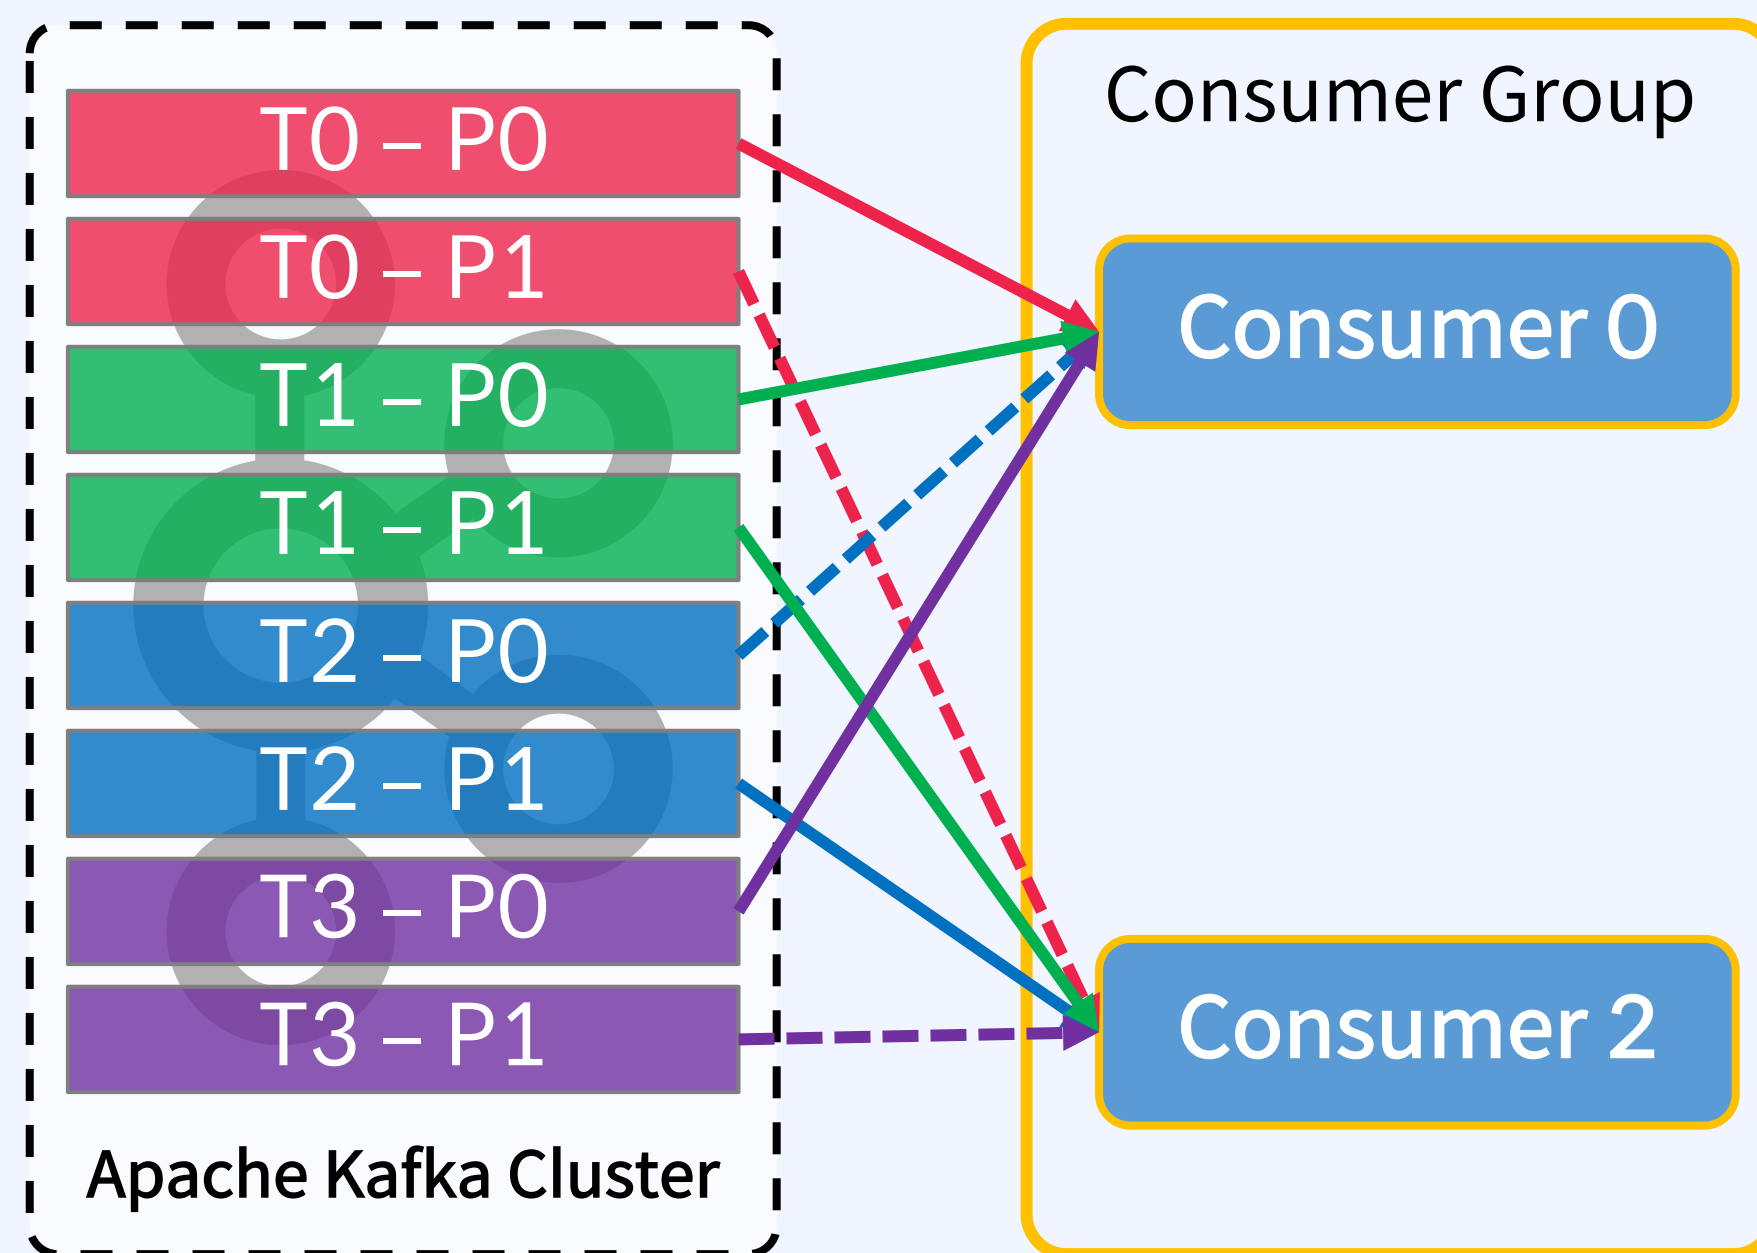 T0 – P0
T0 – P1
T1 – P0
T1 – P1
T2 – P0
T2 – P1
T3 – P0
T3 – P1
Apache Kafka Cluster
Consumer Group
Consumer 0
Consumer 2